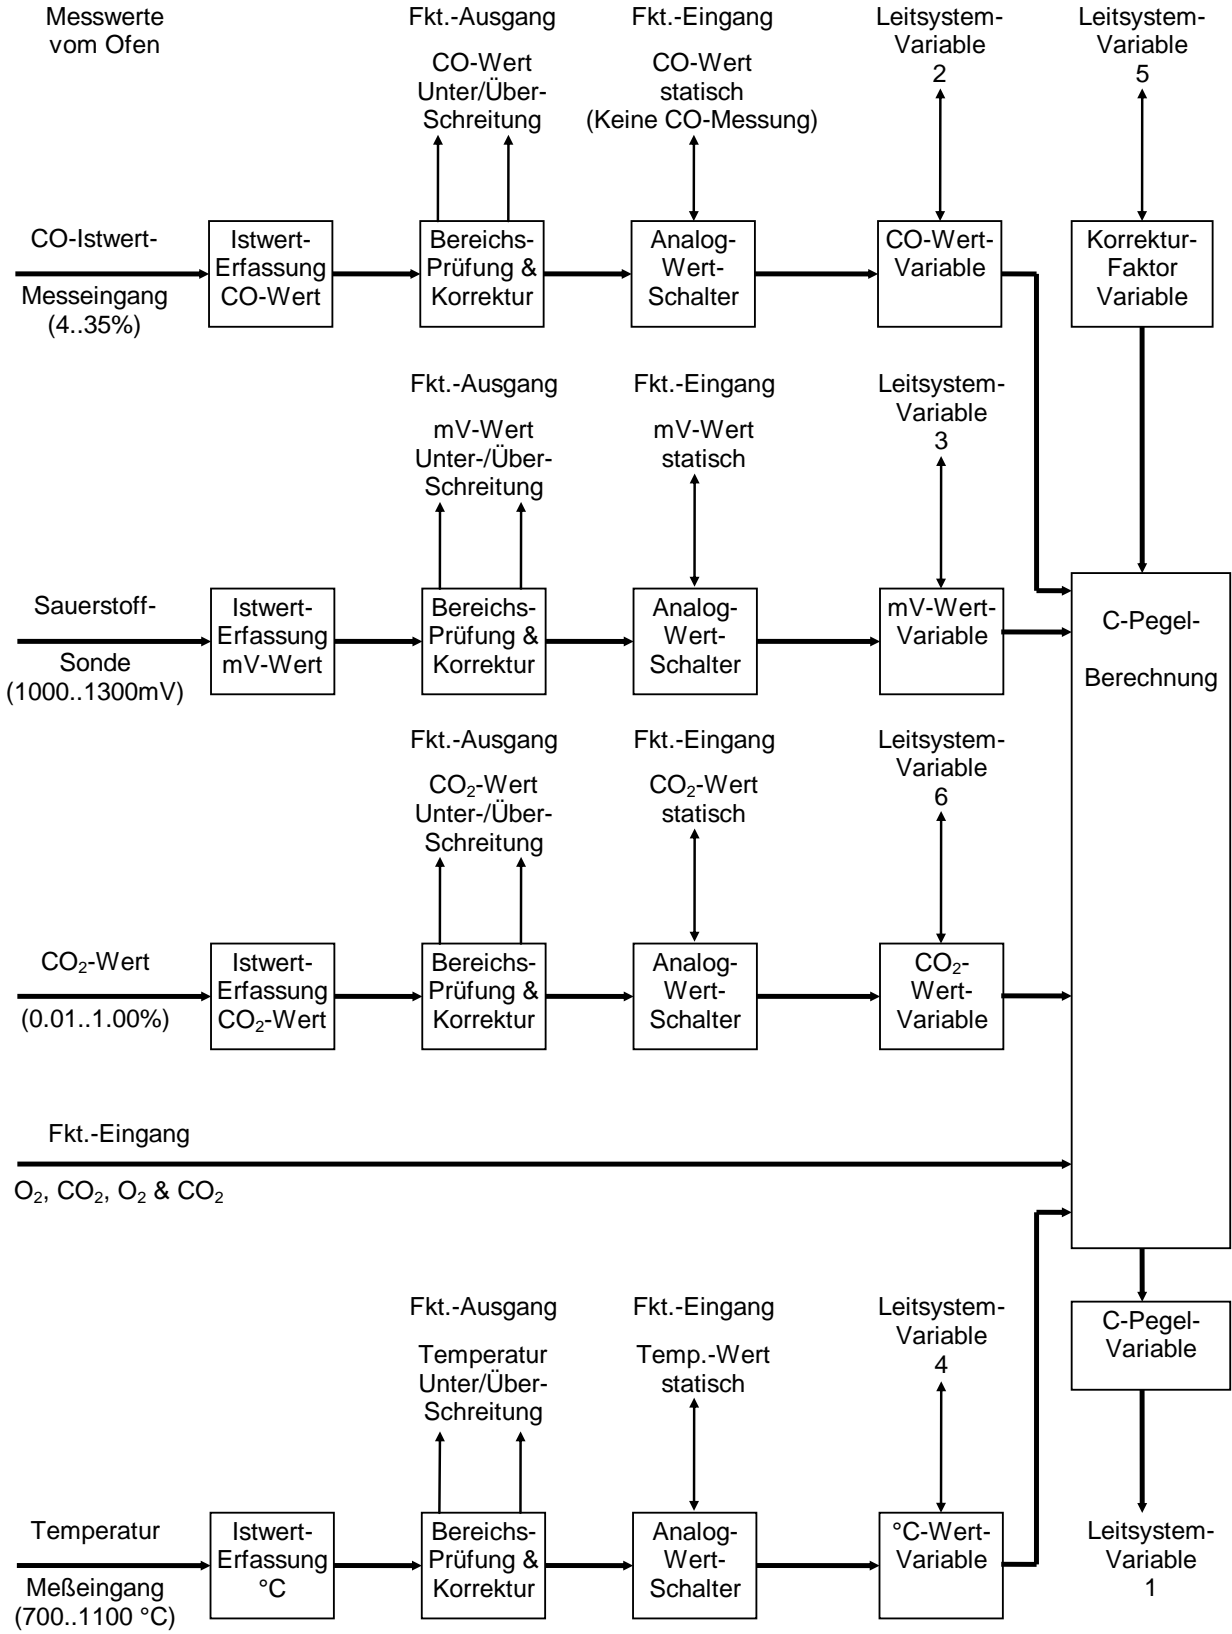 Messwerte
vom Ofen
Fkt.-Ausgang
CO-Wert
Unter/Über-
Schreitung
Fkt.-Eingang
CO-Wert
statisch
(Keine CO-Messung)
Leitsystem-
Variable
2
Leitsystem-
Variable
5
CO-Istwert-
Messeingang
(4..35%)
Istwert-
Erfassung
CO-Wert
Bereichs-
Prüfung &
Korrektur
Analog-
Wert-
Schalter
CO-Wert-
Variable
Korrektur-
Faktor
Variable
Fkt.-Ausgang
mV-Wert
Unter-/Über-
Schreitung
Fkt.-Eingang
mV-Wert
statisch
Leitsystem-
Variable
3
Sauerstoff-
Sonde
(1000..1300mV)
Istwert-
Erfassung
mV-Wert
Bereichs-
Prüfung &
Korrektur
Analog-
Wert-
Schalter
mV-Wert-
Variable
C-Pegel-
Berechnung
Fkt.-Ausgang
CO₂-Wert
Unter-/Über-
Schreitung
Fkt.-Eingang
CO₂-Wert
statisch
Leitsystem-
Variable
6
CO₂-Wert
(0.01..1.00%)
Istwert-
Erfassung
CO₂-Wert
Bereichs-
Prüfung &
Korrektur
Analog-
Wert-
Schalter
CO₂-
Wert-
Variable
Fkt.-Eingang
O₂, CO₂, O₂ & CO₂
Fkt.-Ausgang
Temperatur
Unter/Über-
Schreitung
Fkt.-Eingang
Temp.-Wert
statisch
Leitsystem-
Variable
4
C-Pegel-
Variable
Temperatur
Meßeingang
(700..1100 °C)
Istwert-
Erfassung
°C
Bereichs-
Prüfung &
Korrektur
Analog-
Wert-
Schalter
°C-Wert-
Variable
Leitsystem-
Variable
1